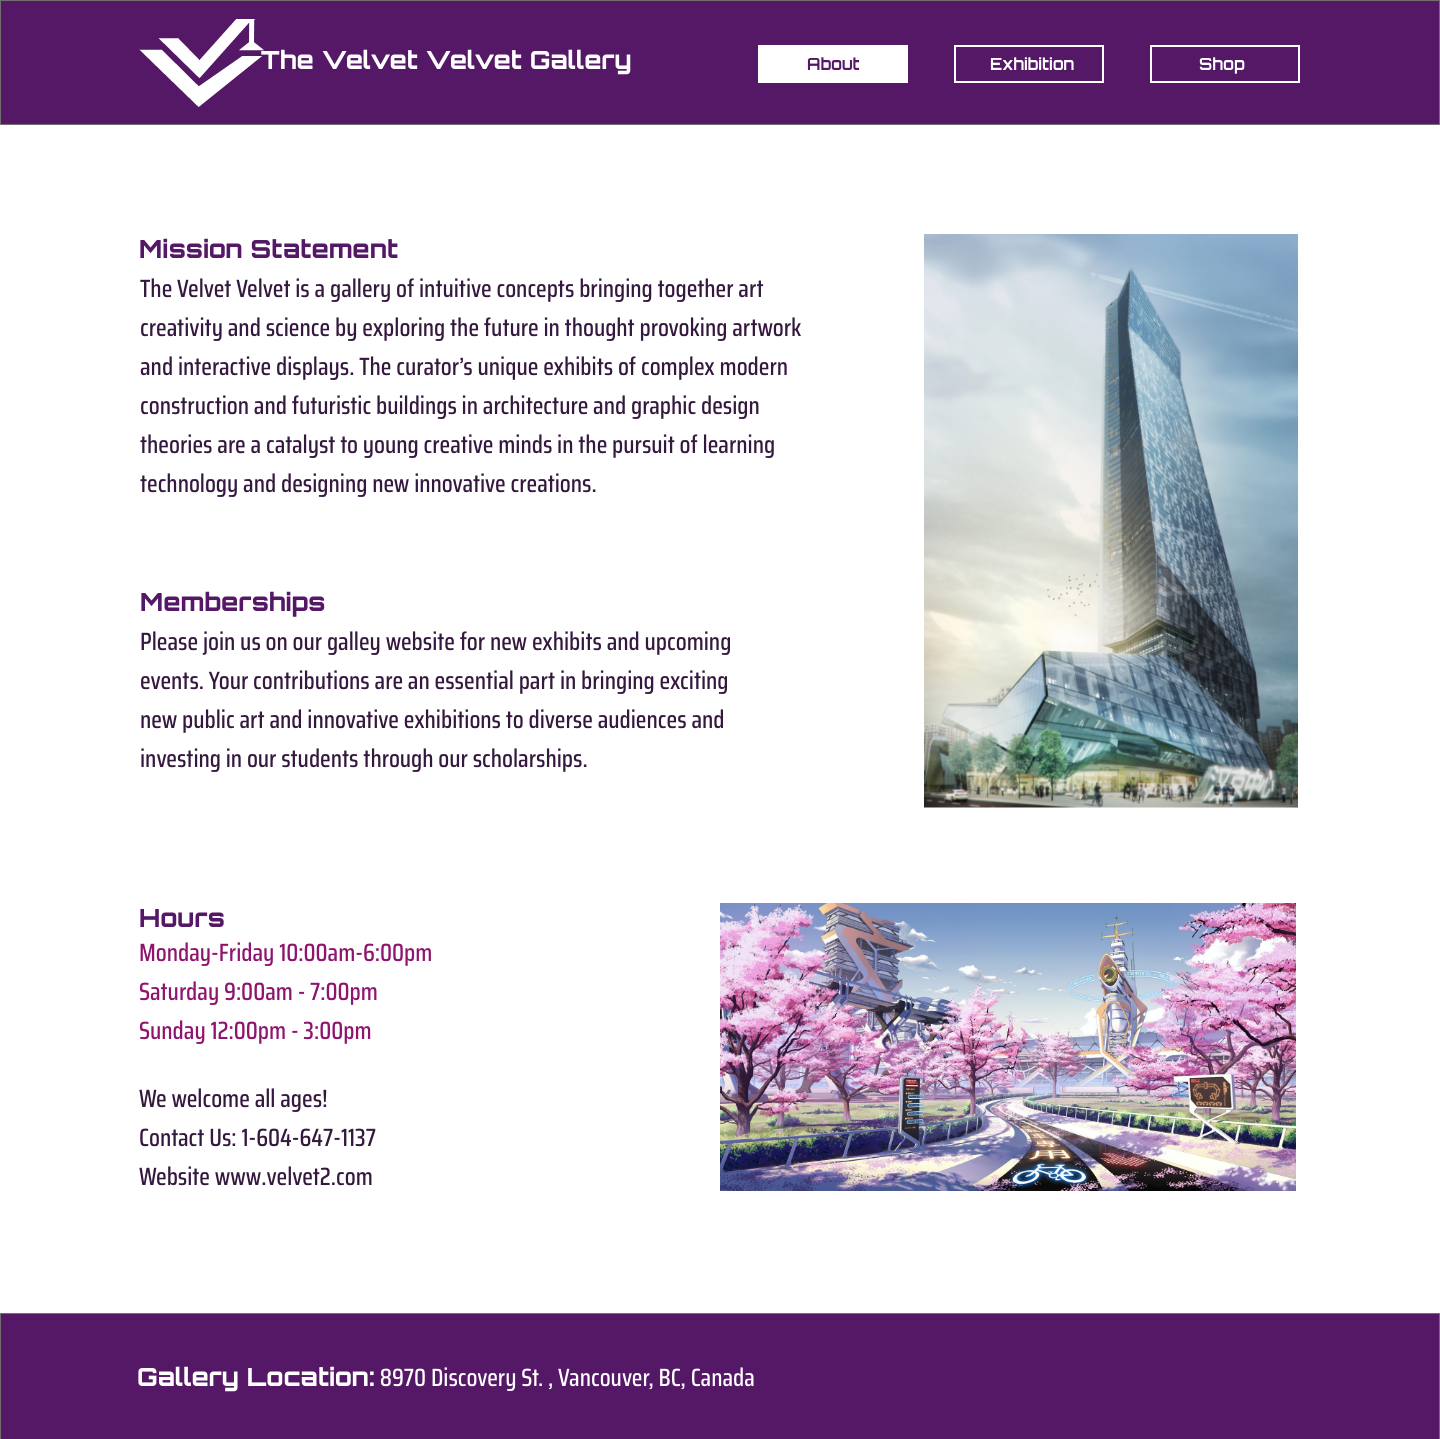 The Velvet Velvet Gallery
About
Exhibition
Shop
Mission Statement
The Velvet Velvet is a gallery of intuitive concepts bringing together art
creativity and science by exploring the future in thought provoking artwork
and interactive displays. The curator’s unique exhibits of complex modern
construction and futuristic buildings in architecture and graphic design
theories are a catalyst to young creative minds in the pursuit of learning
technology and designing new innovative creations.
Memberships
Please join us on our galley website for new exhibits and upcoming
events. Your contributions are an essential part in bringing exciting
new public art and innovative exhibitions to diverse audiences and
investing in our students through our scholarships.
Hours
Monday-Friday 10:00am-6:00pm
Saturday 9:00am - 7:00pm
Sunday 12:00pm - 3:00pm
We welcome all ages!
Contact Us: 1-604-647-1137
Website www.velvet2.com
Gallery Location: 8970 Discovery St. , Vancouver, BC, Canada